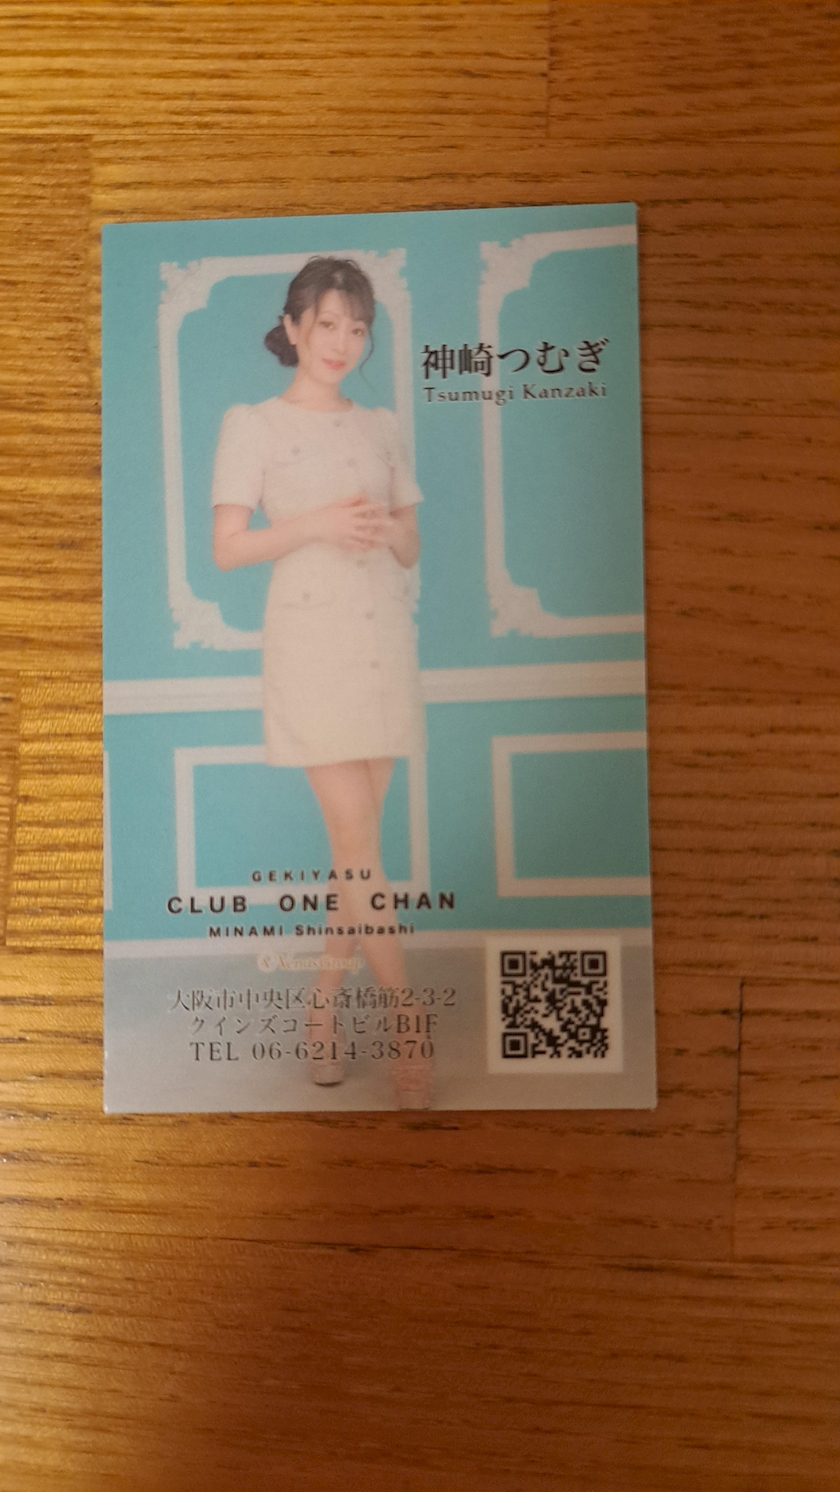 神崎つむぎ
Tsumugi Kanzaki
GEKIYASU
CLUB ONE CHAN
MINAMI Shinsaibashi
大阪市中央区心斎橋筋2-3-2
クインズコートビルB1F
TEL 06-6214-3870